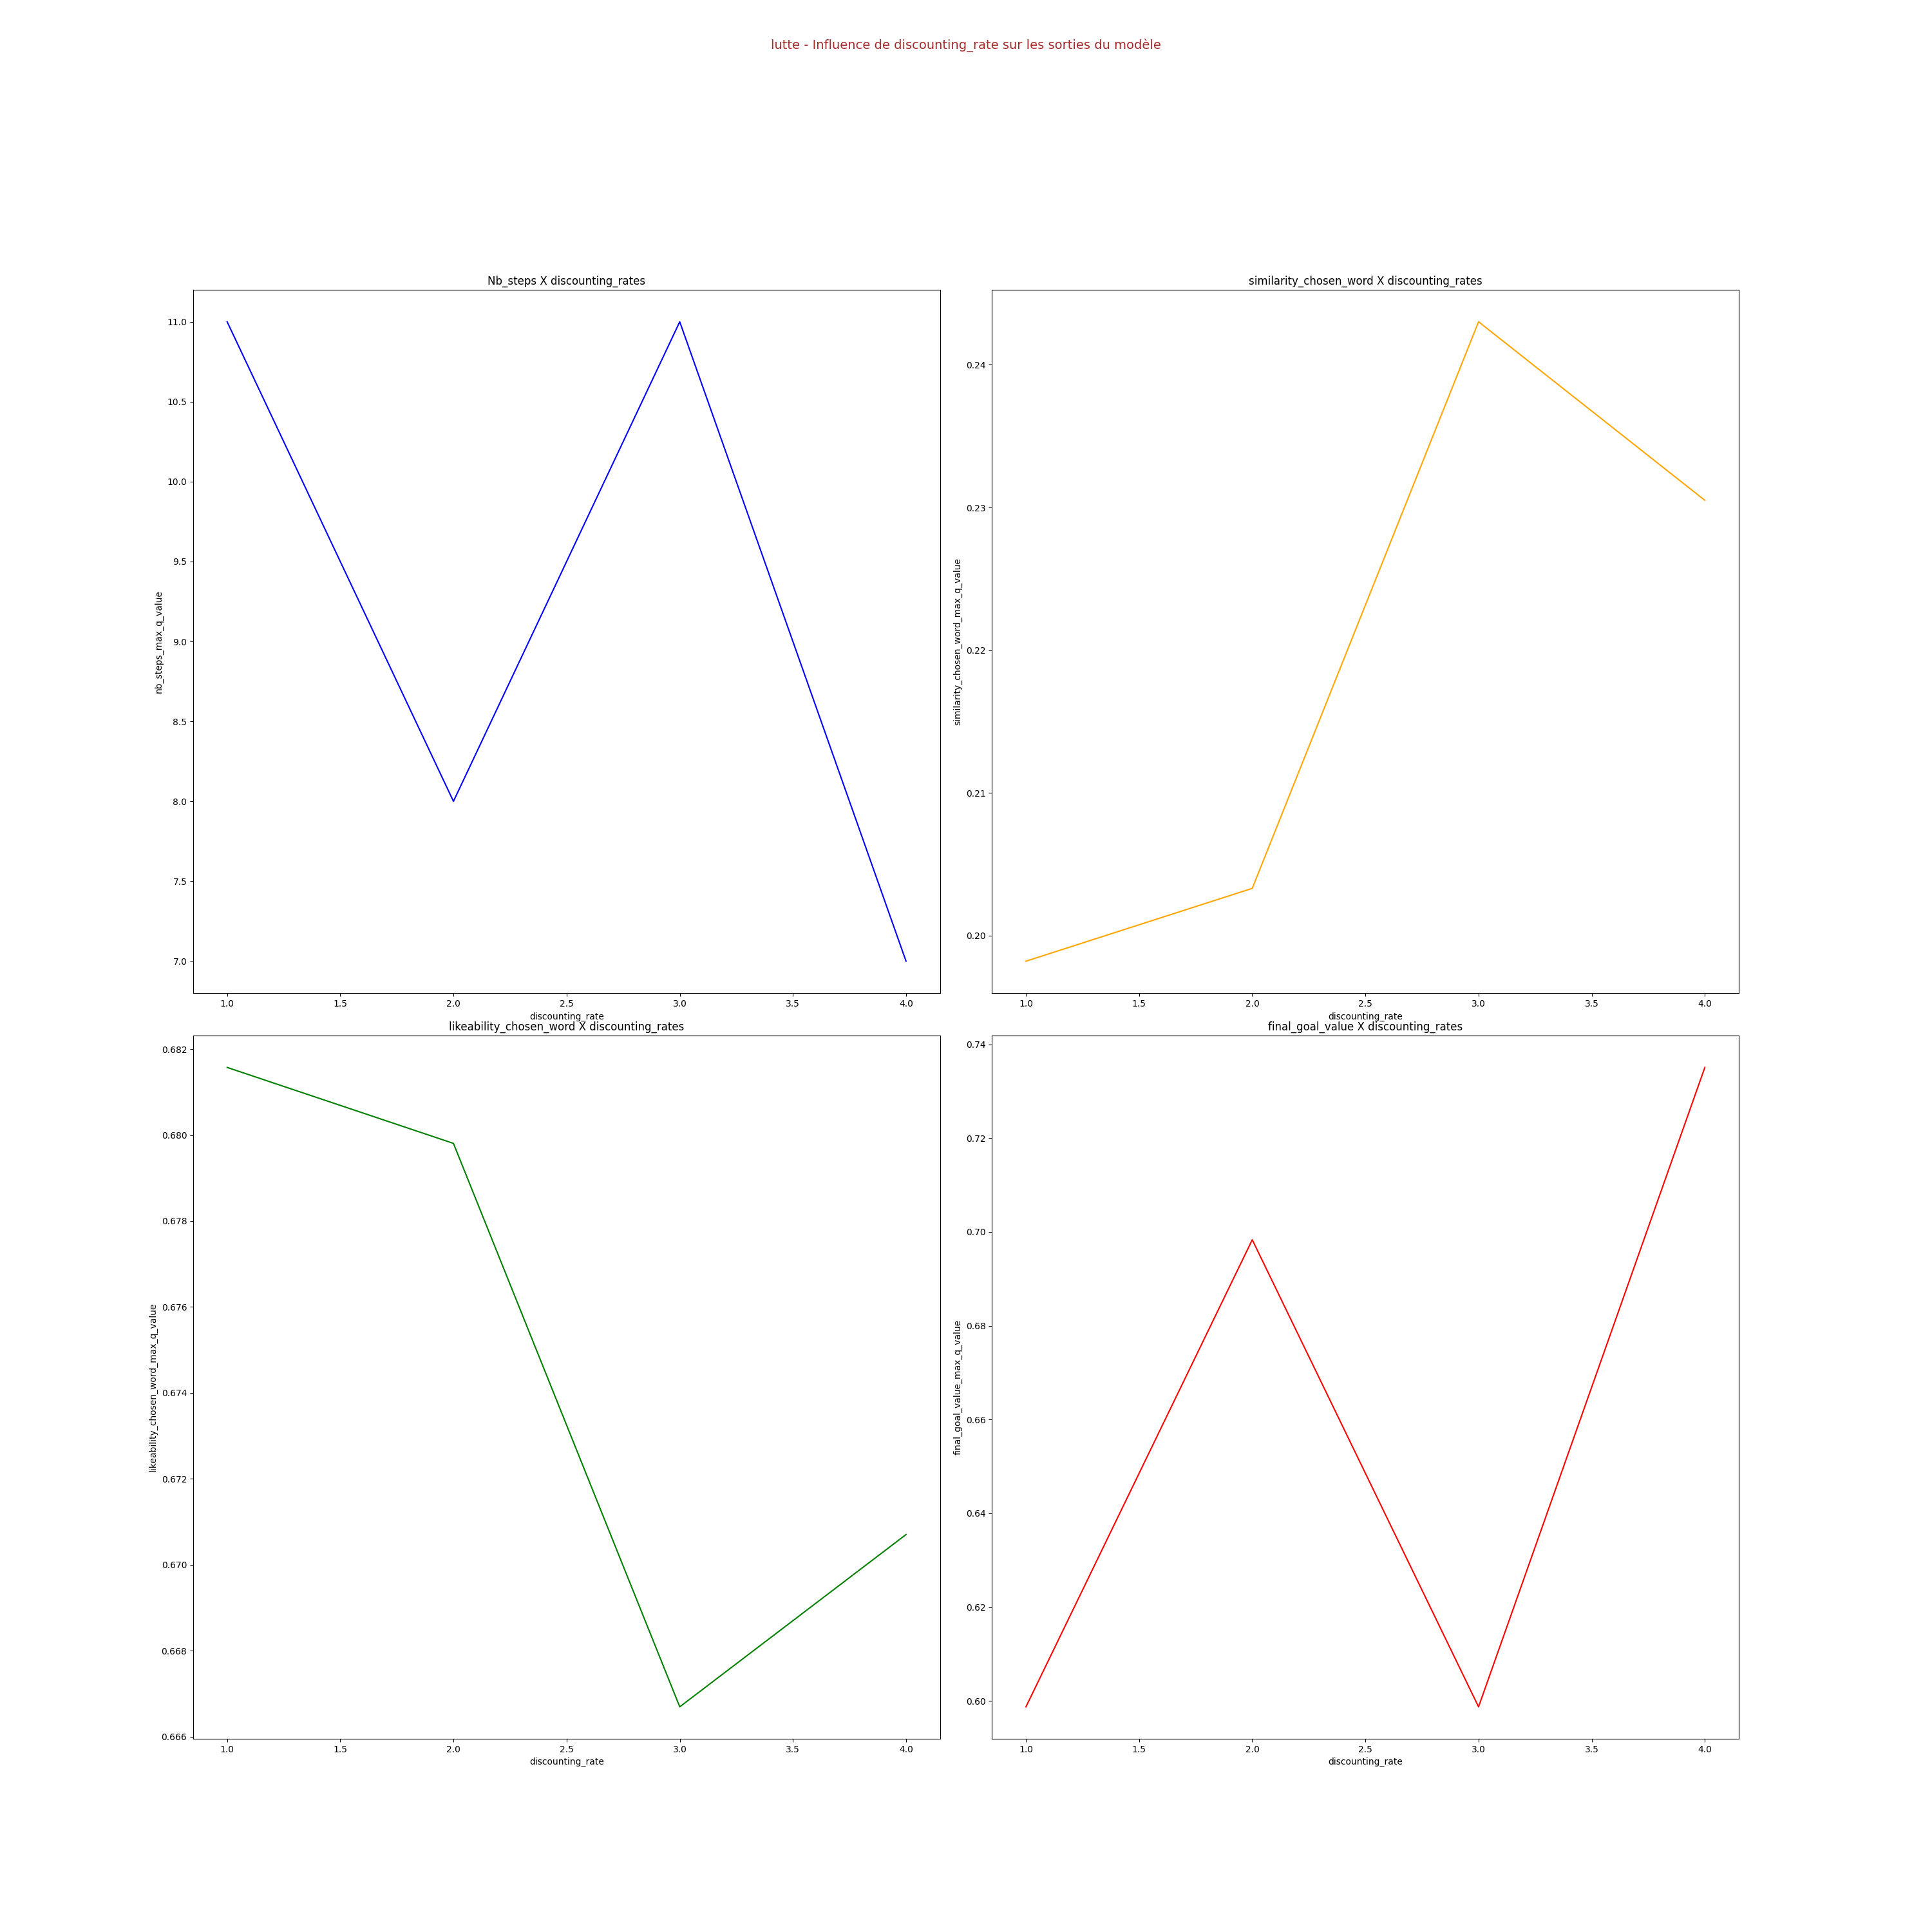 lutte - Influence de discounting_rate sur les sorties du modèle
Nb_steps X discounting_rates
nb_steps_max_q_value
11.0
10.5
10.0
9.5
9.0
8.5
8.0
7.5
7.0
1.0 1.5 2.0 2.5 3.0 3.5 4.0
discounting_rate
similarity_chosen_word X discounting_rates
similarity_chosen_word_max_q_value
0.24
0.23
0.22
0.21
0.20
1.0 1.5 2.0 2.5 3.0 3.5 4.0
discounting_rate
likeability_chosen_word X discounting_rates
likeability_chosen_word_max_q_value
0.682
0.680
0.678
0.676
0.674
0.672
0.670
0.668
0.666
1.0 1.5 2.0 2.5 3.0 3.5 4.0
discounting_rate
final_goal_value X discounting_rates
final_goal_value_max_q_value
0.74
0.72
0.70
0.68
0.66
0.64
0.62
0.60
1.0 1.5 2.0 2.5 3.0 3.5 4.0
discounting_rate